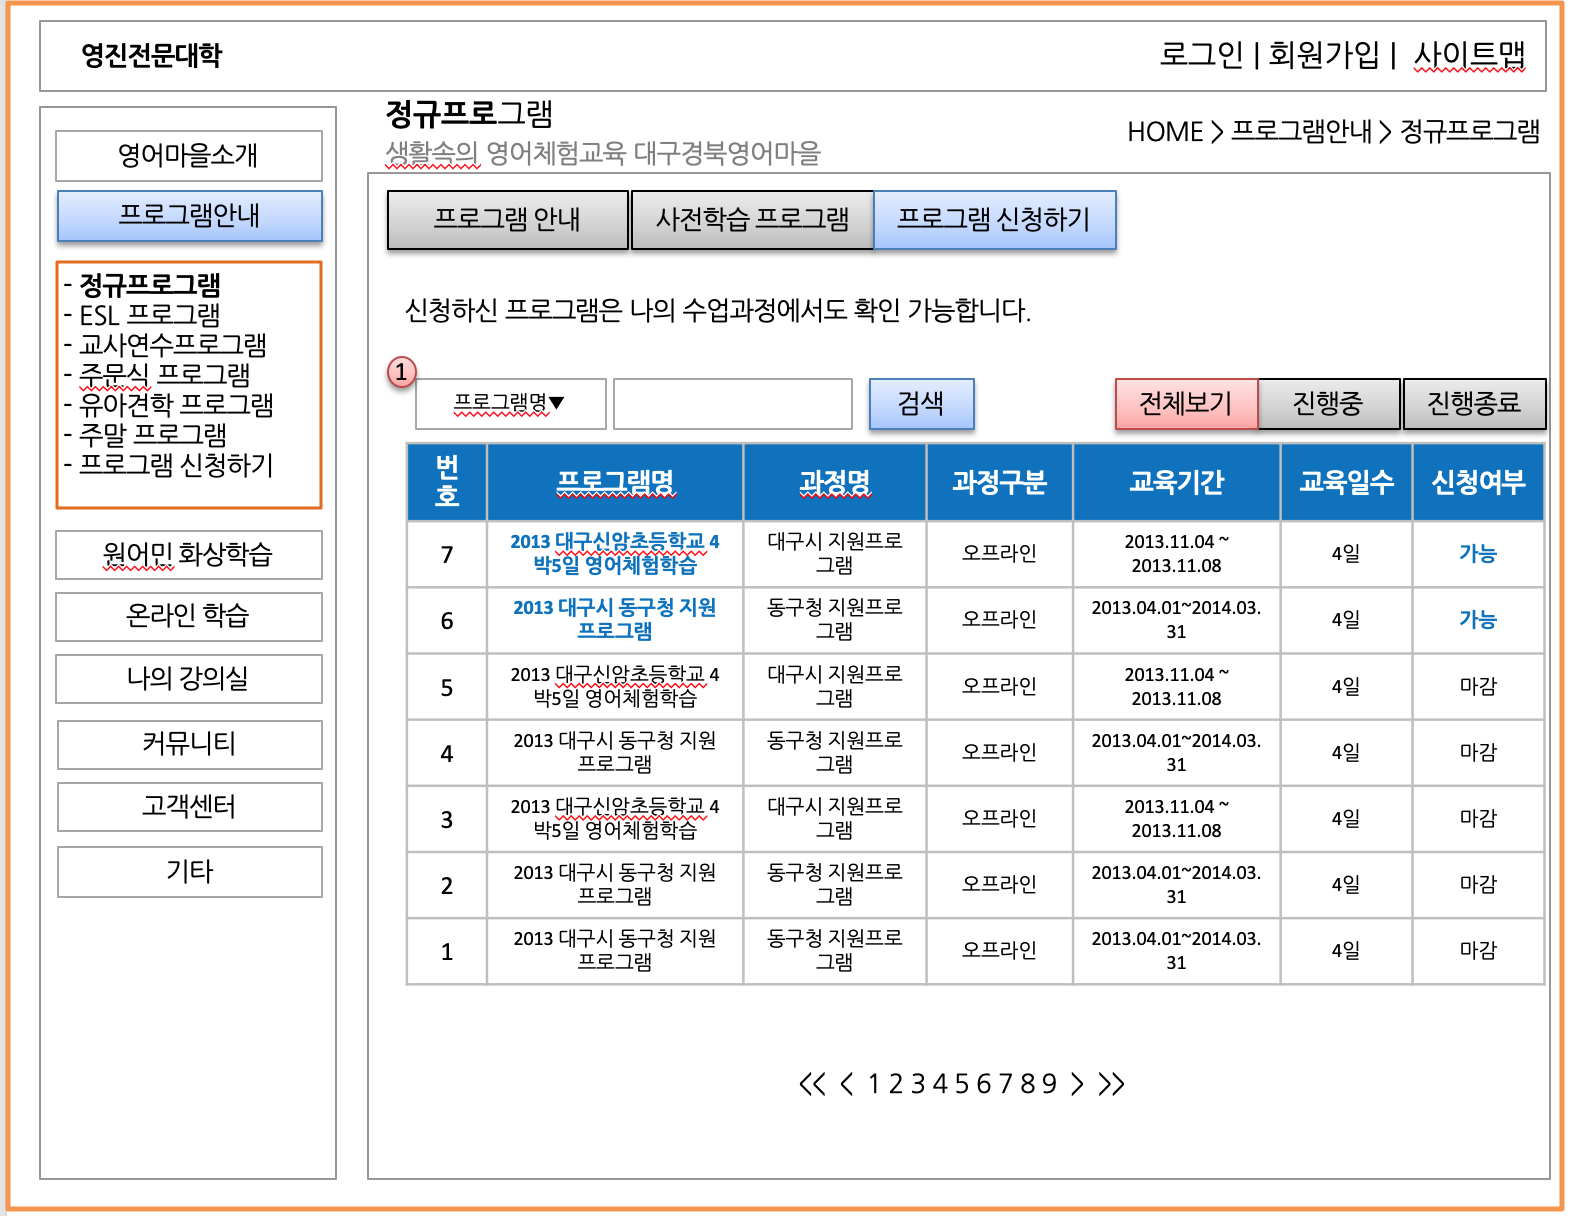 영진전문대학
로그인 | 회원가입 | 사이트맵
영어마을소개
프로그램안내
- 정규프로그램
- ESL 프로그램
- 교사연수프로그램
- 주문식 프로그램
- 유아견학 프로그램
- 주말 프로그램
- 프로그램 신청하기
원어민 화상학습
온라인 학습
나의 강의실
커뮤니티
고객센터
기타
정규프로그램
생활속의 영어체험교육 대구경북영어마을
HOME > 프로그램안내 > 정규프로그램
프로그램 안내
사전학습 프로그램
프로그램 신청하기
신청하신 프로그램은 나의 수업과정에서도 확인 가능합니다.
1
프로그램명▼
검색
전체보기
진행중
진행종료
번
호
프로그램명
과정명
과정구분
교육기간
교육일수
신청여부
7
2013 대구신암초등학교 4
박5일 영어체험학습
대구시 지원프로
그램
오프라인
2013.11.04 ~
2013.11.08
4일
가능
6
2013 대구시 동구청 지원
프로그램
동구청 지원프로
그램
오프라인
2013.04.01~2014.03.
31
4일
가능
5
2013 대구신암초등학교 4
박5일 영어체험학습
대구시 지원프로
그램
오프라인
2013.11.04 ~
2013.11.08
4일
마감
4
2013 대구시 동구청 지원
프로그램
동구청 지원프로
그램
오프라인
2013.04.01~2014.03.
31
4일
마감
3
2013 대구신암초등학교 4
박5일 영어체험학습
대구시 지원프로
그램
오프라인
2013.11.04 ~
2013.11.08
4일
마감
2
2013 대구시 동구청 지원
프로그램
동구청 지원프로
그램
오프라인
2013.04.01~2014.03.
31
4일
마감
1
2013 대구시 동구청 지원
프로그램
동구청 지원프로
그램
오프라인
2013.04.01~2014.03.
31
4일
마감
<< < 1 2 3 4 5 6 7 8 9 > >>